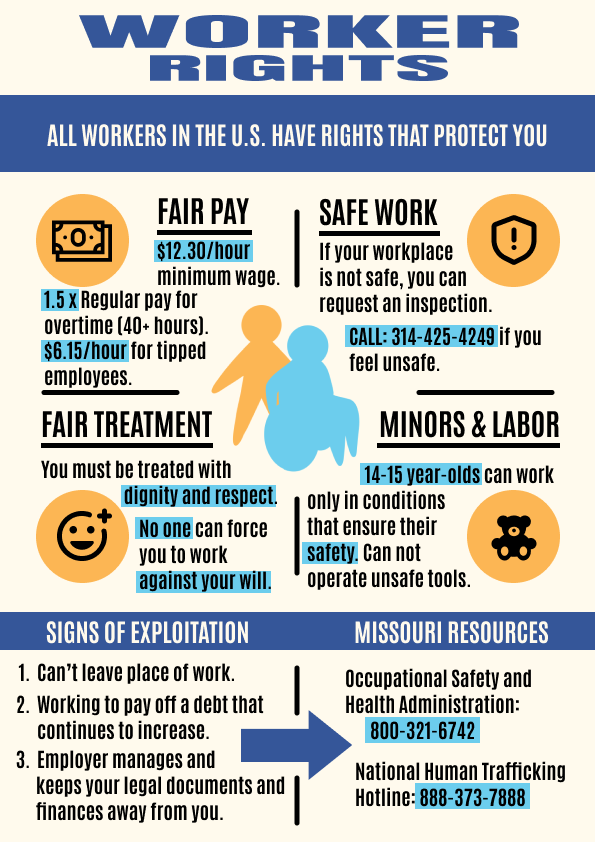 WORKER
RIGHTS
ALL WORKERS IN THE U.S. HAVE RIGHTS THAT PROTECT YOU
FAIR PAY
$12.30/hour
minimum wage.
1.5 x Regular pay for
overtime (40+ hours).
$6.15/hour for tipped
employees.
SAFE WORK
If your workplace
is not safe, you can
request an inspection.
CALL: 314-425-4249 if you
feel unsafe.
FAIR TREATMENT
You must be treated with
dignity and respect.
No one can force
you to work
against your will.
MINORS & LABOR
14-15 year-olds can work
only in conditions
that ensure their
safety. Can not
operate unsafe tools.
SIGNS OF EXPLOITATION
1. Can't leave place of work.
2. Working to pay off a debt that
continues to increase.
3. Employer manages and
keeps your legal documents and
finances away from you.
MISSOURI RESOURCES
Occupational Safety and
Health Administration:
800-321-6742
National Human Trafficking
Hotline: 888-373-7888